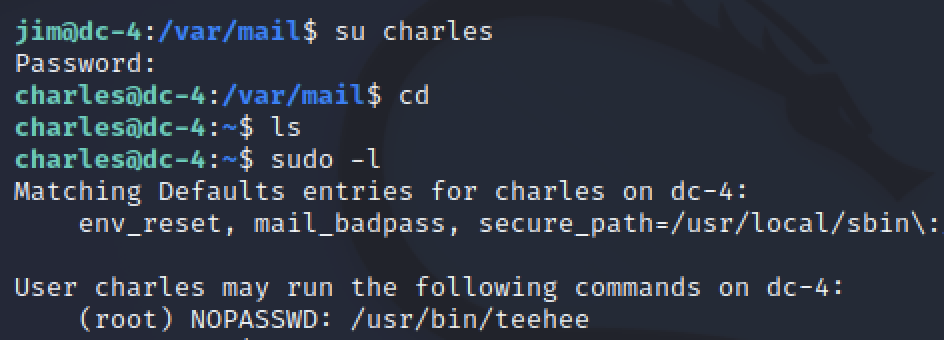 jim@dc-4:/var/mail$ su charles
Password:
charles@dc-4:/var/mail$ cd
charles@dc-4:~$ ls
charles@dc-4:~$ sudo -l
Matching Defaults entries for charles on dc-4:
    env_reset, mail_badpass, secure_path=/usr/local/sbin\:
User charles may run the following commands on dc-4:
    (root) NOPASSWD: /usr/bin/teehee